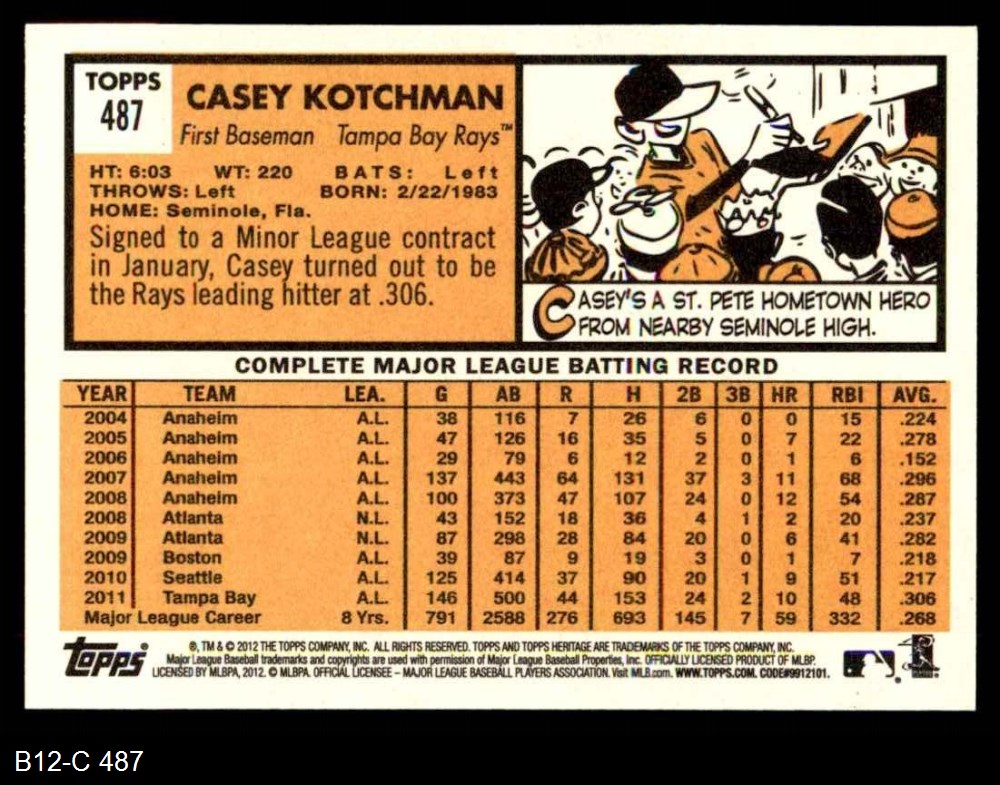 TOPPS
487
CASEY KOTCHMAN
First Baseman Tampa Bay Rays™
HT: 6:03 WT: 220 BATS: Left
THROWS: Left BORN: 2/22/1983
HOME: Seminole, Fla.
Signed to a Minor League contract
in January, Casey turned out to be
the Rays leading hitter at .306.
CASEY'S A ST. PETE HOMETOWN HERO
FROM NEARBY SEMINOLE HIGH.
COMPLETE MAJOR LEAGUE BATTING RECORD
YEAR TEAM LEA. G AB R H 2B 3B HR RBI AVG.
2004 Anaheim A.L. 38 116 7 26 6 0 0 15 .224
2005 Anaheim A.L. 47 126 16 35 5 0 7 22 .278
2006 Anaheim A.L. 29 79 6 12 2 0 1 6 .152
2007 Anaheim A.L. 137 443 64 131 37 3 11 68 .296
2008 Anaheim A.L. 100 373 47 107 24 0 12 54 .287
2008 Atlanta N.L. 43 152 18 36 4 1 2 20 .237
2009 Atlanta N.L. 87 298 28 84 20 0 6 41 .282
2009 Boston A.L. 39 87 9 19 3 0 1 7 .218
2010 Seattle A.L. 125 414 37 90 20 1 9 51 .217
2011 Tampa Bay A.L. 146 500 44 153 24 2 10 48 .306
Major League Career 8 Yrs. 791 2588 276 693 145 7 59 332 .268
topps
®, TM & © 2012 THE TOPPS COMPANY, INC. ALL RIGHTS RESERVED. TOPPS AND TOPPS HERITAGE ARE TRADEMARKS OF THE TOPPS COMPANY, INC.
Major League Baseball trademarks and copyrights are used with permission of Major League Baseball Properties, Inc. OFFICIALLY LICENSED PRODUCT OF MLBP.
LICENSED BY MLBPA, 2012. © MLBPA. OFFICIAL LICENSEE – MAJOR LEAGUE BASEBALL PLAYERS ASSOCIATION. Visit MLB.com. WWW.TOPPS.COM. CODE#9912101.
B12-C 487